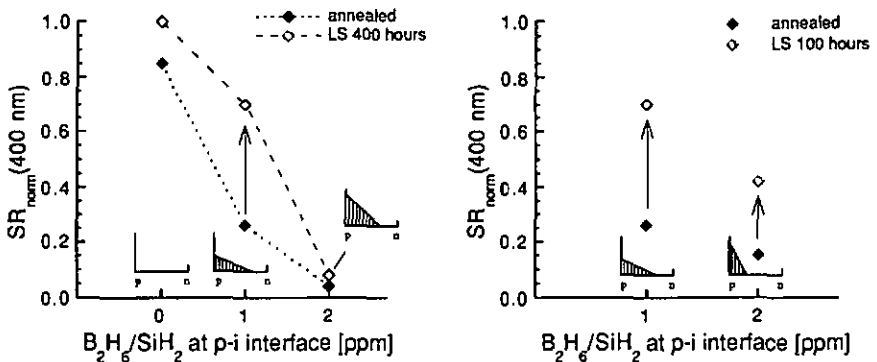 annealed
LS 400 hours
SRnorm(400 nm)
1.0
0.8
0.6
0.4
0.2
0.0
p n
p n
p n
0 1 2
B2H6/SiH2 at p-i interface [ppm]
annealed
LS 100 hours
SRnorm(400 nm)
1.0
0.8
0.6
0.4
0.2
0.0
p n
p n
1 2
B2H6/SiH2 at p-i interface [ppm]